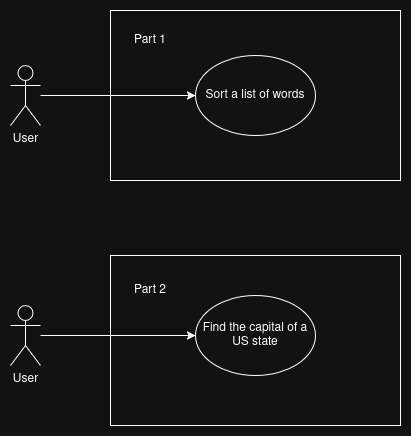 Part 1
Sort a list of words
User
Part 2
Find the capital of a
US state
User